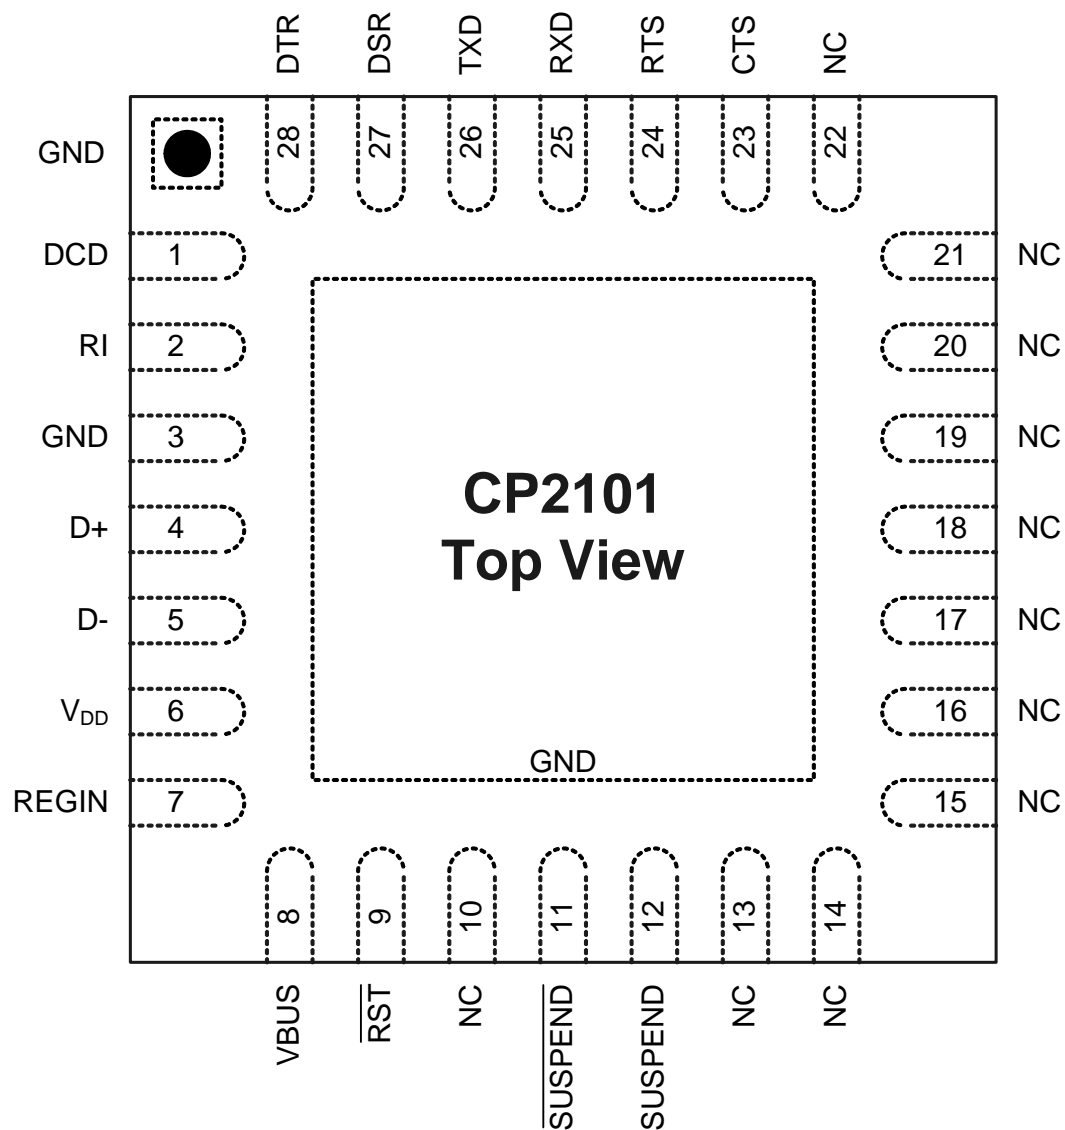 DTR
DSR
TXD
RXD
RTS
CTS
NC
28
27
26
25
24
23
22
GND
DCD 1
21 NC
RI 2
20 NC
GND 3
19 NC
D+ 4
18 NC
D- 5
17 NC
VDD 6
16 NC
REGIN 7
15 NC
CP2101
Top View
GND
8
9
10
11
12
13
14
VBUS
R̅S̅T̅
NC
S̅U̅S̅P̅E̅N̅D̅
SUSPEND
NC
NC